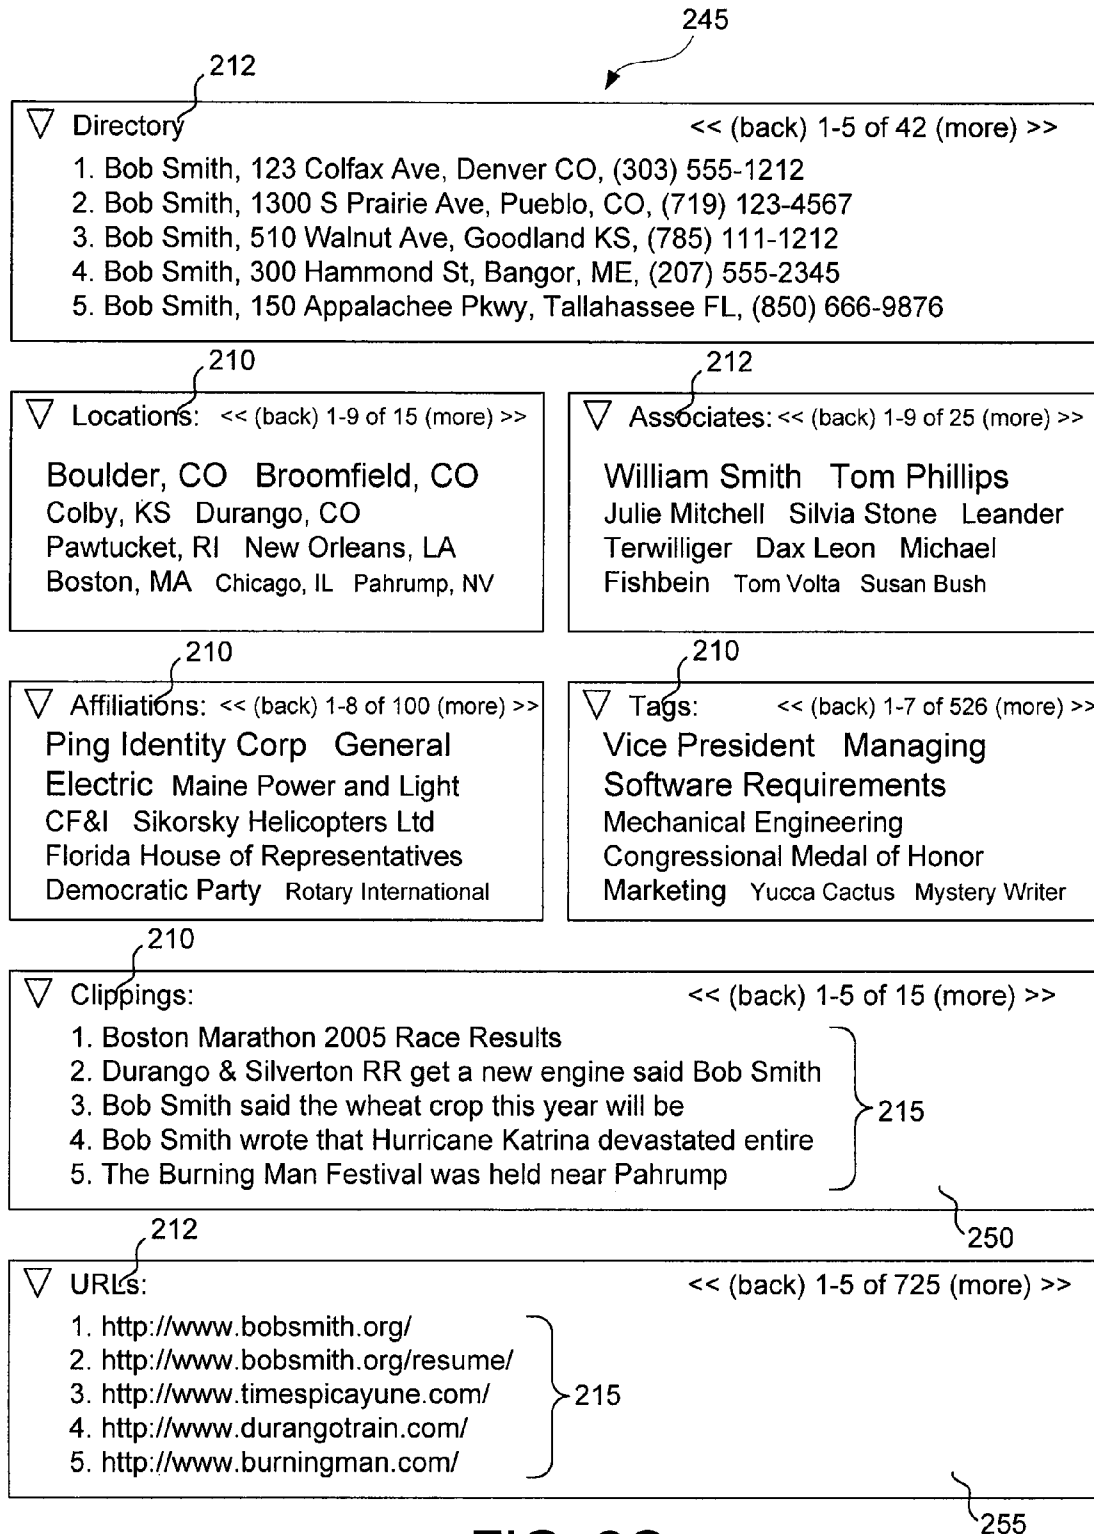 245
212
Directory << (back) 1-5 of 42 (more) >>
1. Bob Smith, 123 Colfax Ave, Denver CO, (303) 555-1212
2. Bob Smith, 1300 S Prairie Ave, Pueblo, CO, (719) 123-4567
3. Bob Smith, 510 Walnut Ave, Goodland KS, (785) 111-1212
4. Bob Smith, 300 Hammond St, Bangor, ME, (207) 555-2345
5. Bob Smith, 150 Appalachee Pkwy, Tallahassee FL, (850) 666-9876
210
Locations: << (back) 1-9 of 15 (more) >>
Boulder, CO Broomfield, CO
Colby, KS Durango, CO
Pawtucket, RI New Orleans, LA
Boston, MA Chicago, IL Pahrump, NV
212
Associates: << (back) 1-9 of 25 (more) >>
William Smith Tom Phillips
Julie Mitchell Silvia Stone Leander
Terwilliger Dax Leon Michael
Fishbein Tom Volta Susan Bush
210
Affiliations: << (back) 1-8 of 100 (more) >>
Ping Identity Corp General
Electric Maine Power and Light
CF&I Sikorsky Helicopters Ltd
Florida House of Representatives
Democratic Party Rotary International
210
Tags: << (back) 1-7 of 526 (more) >>
Vice President Managing
Software Requirements
Mechanical Engineering
Congressional Medal of Honor
Marketing Yucca Cactus Mystery Writer
210
Clippings: << (back) 1-5 of 15 (more) >>
1. Boston Marathon 2005 Race Results
2. Durango & Silverton RR get a new engine said Bob Smith
3. Bob Smith said the wheat crop this year will be
4. Bob Smith wrote that Hurricane Katrina devastated entire
5. The Burning Man Festival was held near Pahrump
215
250
212
URLs: << (back) 1-5 of 725 (more) >>
1. http://www.bobsmith.org/
2. http://www.bobsmith.org/resume/
3. http://www.timespicayune.com/
4. http://www.durangotrain.com/
5. http://www.burningman.com/
215
255